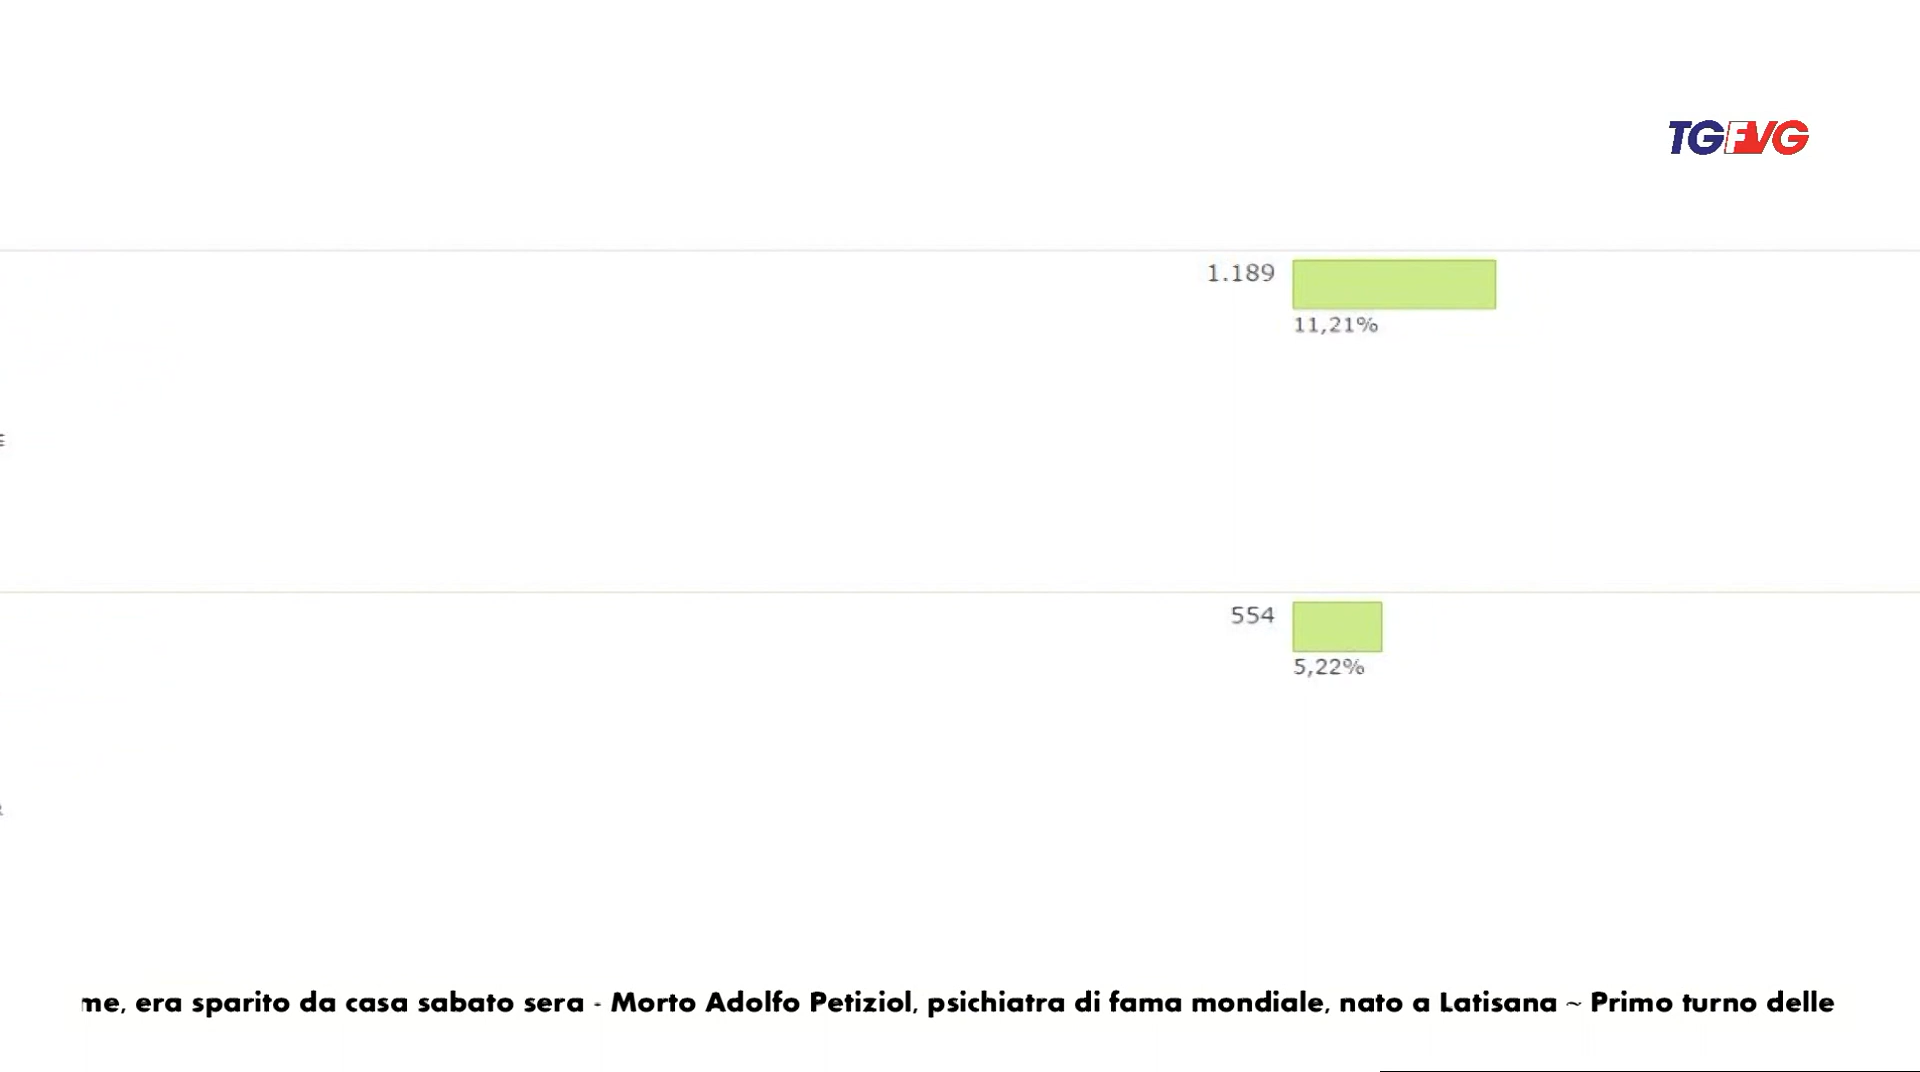 TGFVG
1.189
11,21%
554
5,22%
me, era sparito da casa sabato sera - Morto Adolfo Petiziol, psichiatra di fama mondiale, nato a Latisana ~ Primo turno delle